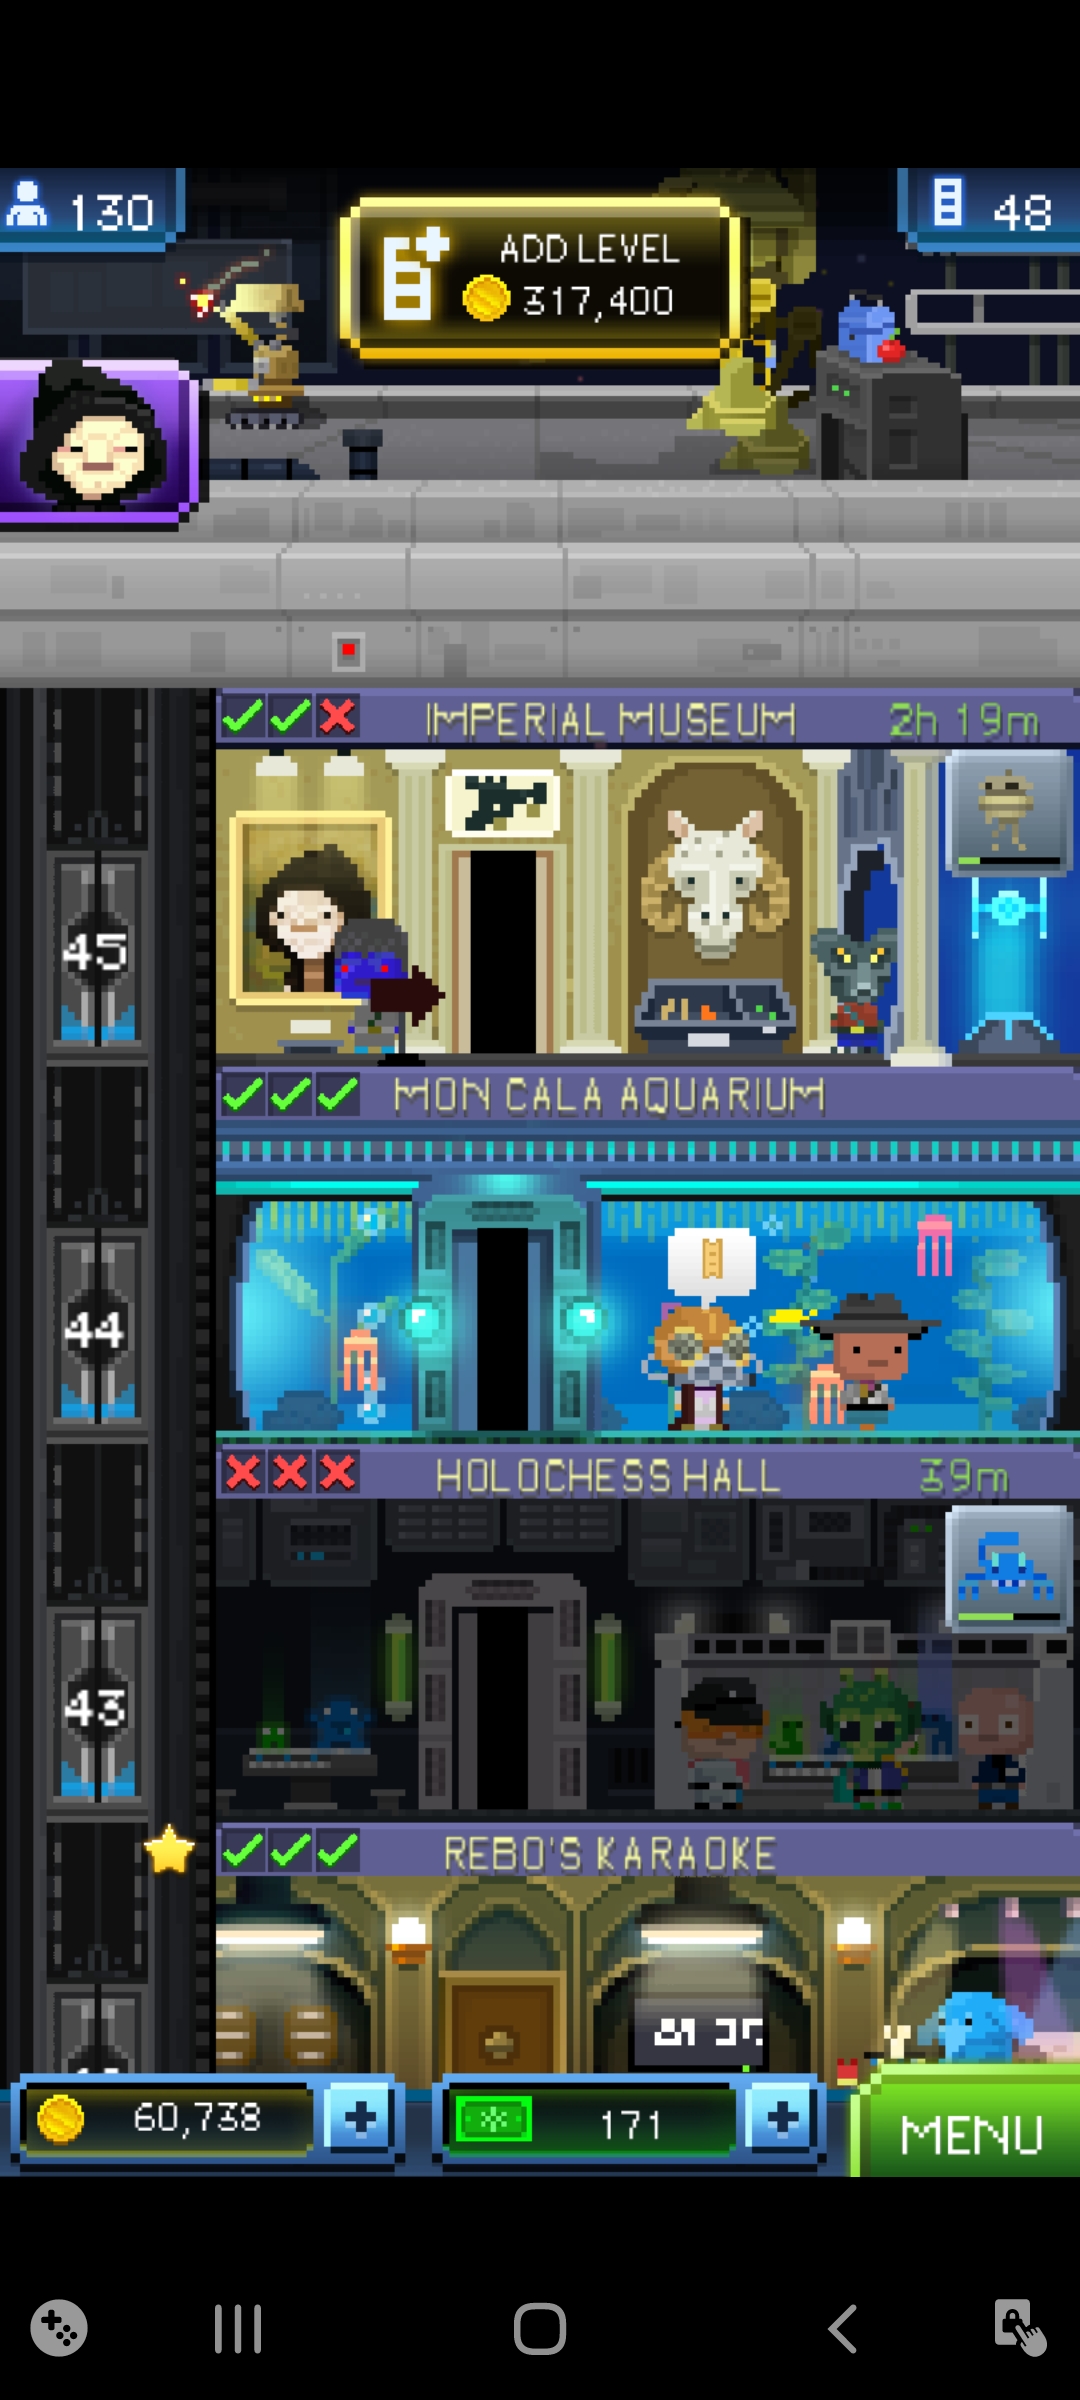 130
48
ADD LEVEL
317,400
IMPERIAL MUSEUM 2h 19m
45
MON CALA AQUARIUM
44
HOLOCHESS HALL 39m
43
REBO'S KARAOKE
60,738
171
MENU